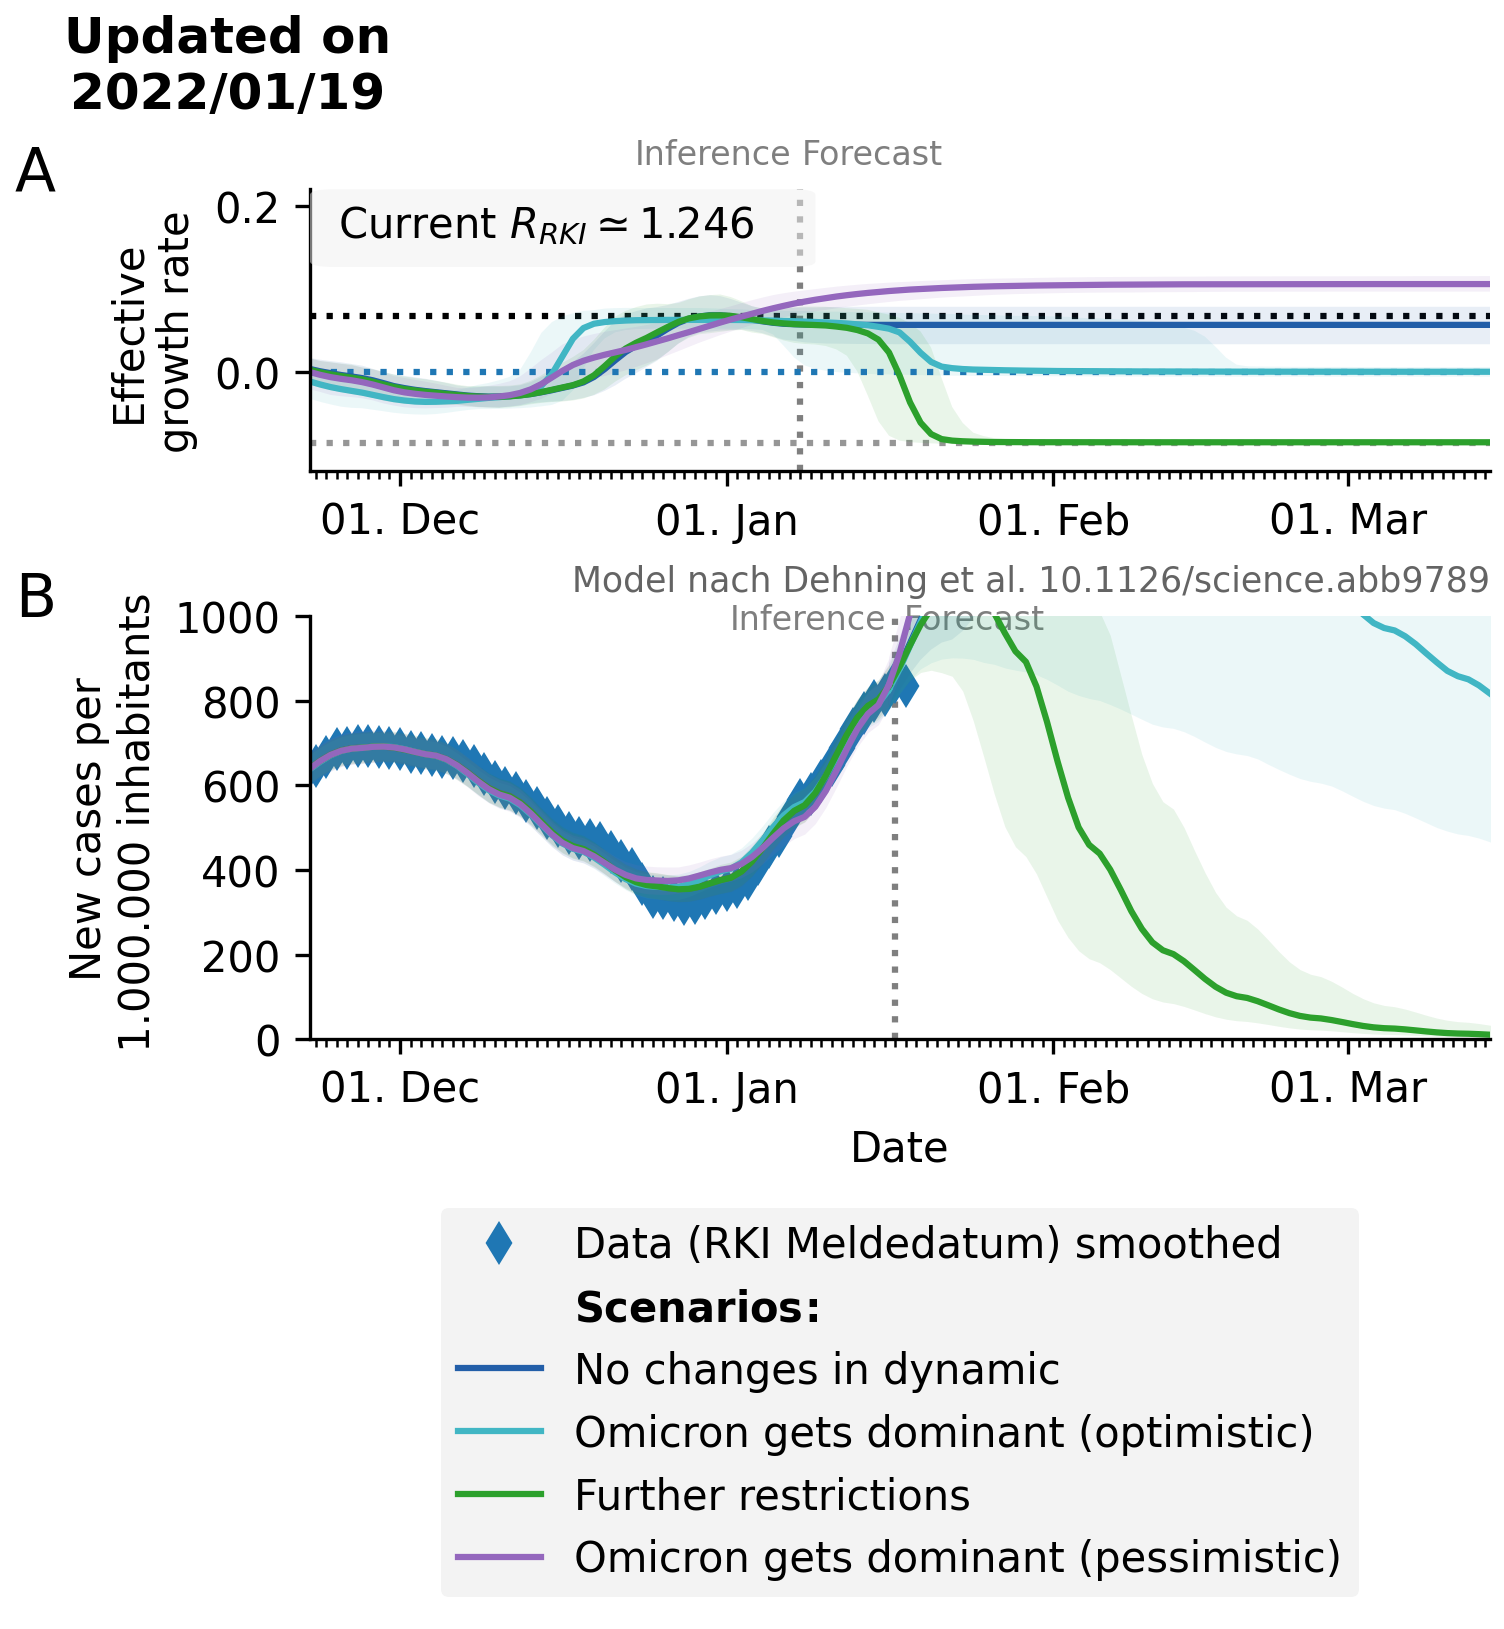 Updated on
2022/01/19
A
Inference Forecast
Current R_RKI ≃ 1.246
Effective
growth rate
0.2
0.0
01. Dec
01. Jan
01. Feb
01. Mar
B
Model nach Dehning et al. 10.1126/science.abb9789
Inference Forecast
New cases per
1.000.000 inhabitants
1000
800
600
400
200
0
01. Dec
01. Jan
01. Feb
01. Mar
Date
Data (RKI Meldedatum) smoothed
Scenarios:
No changes in dynamic
Omicron gets dominant (optimistic)
Further restrictions
Omicron gets dominant (pessimistic)